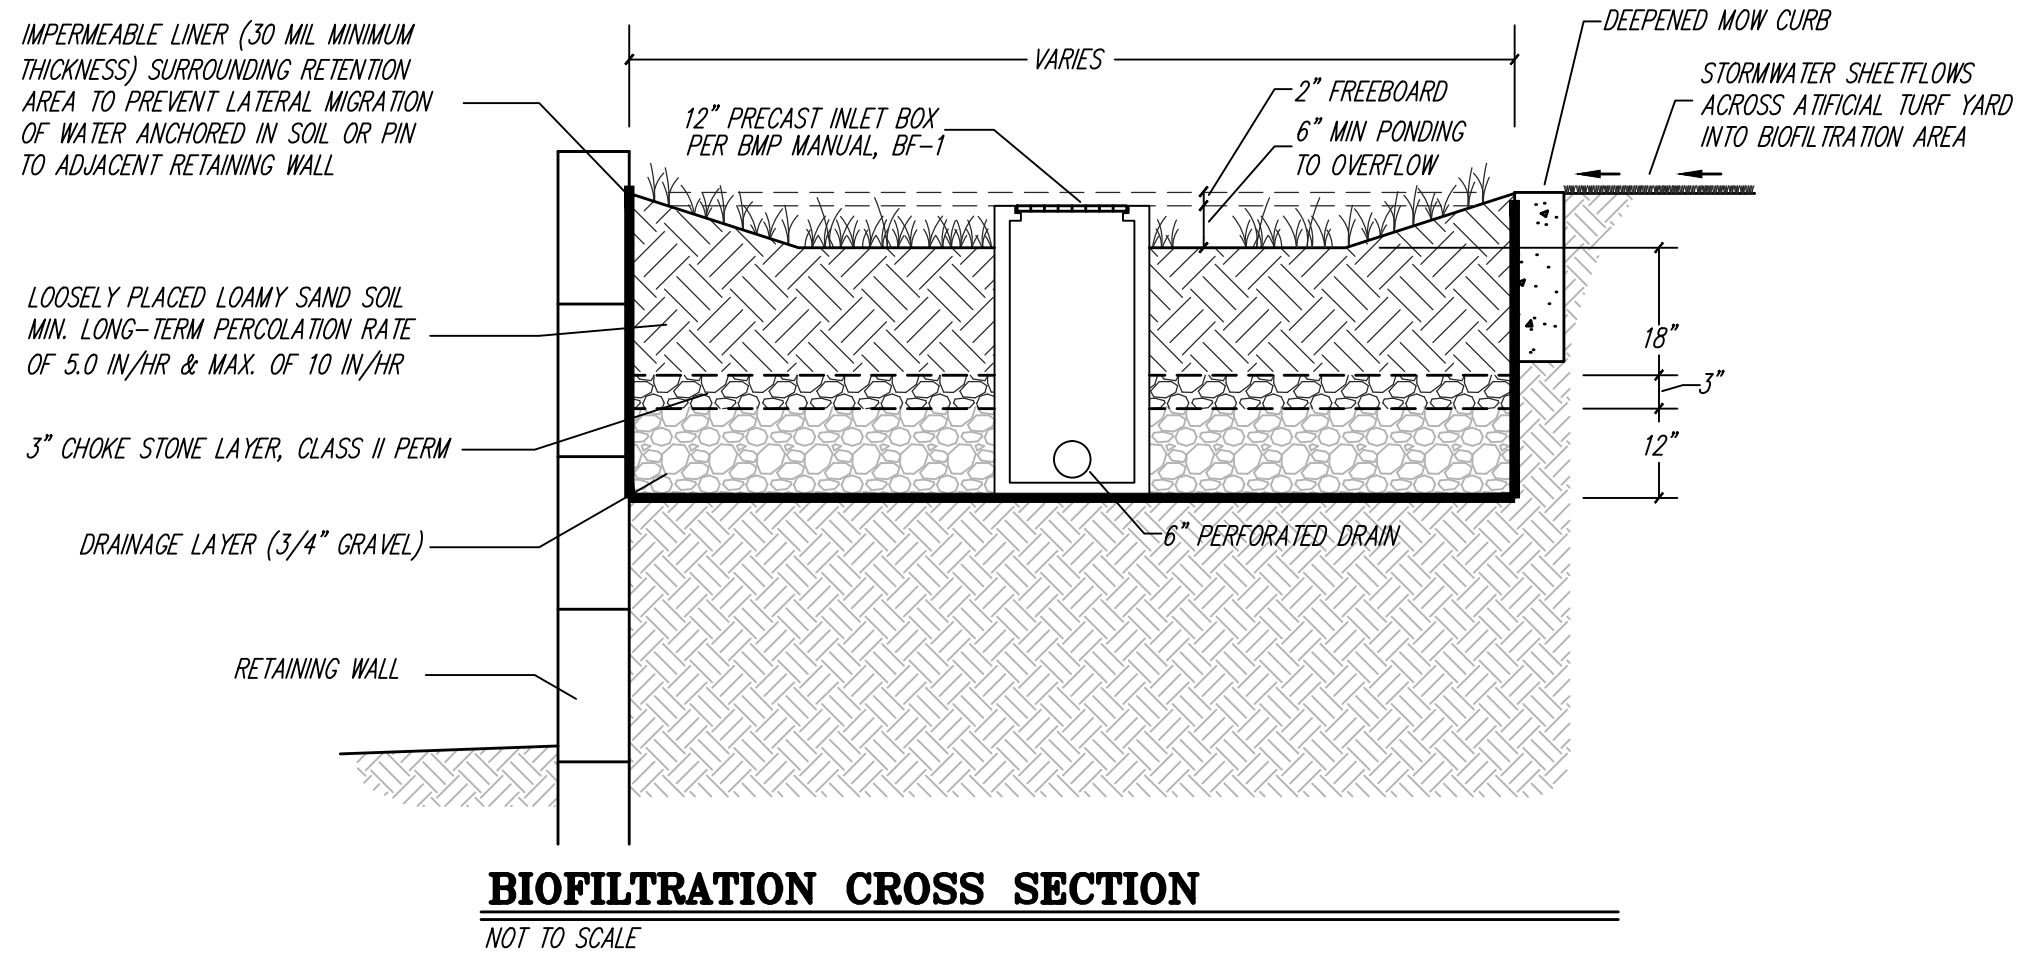 IMPERMEABLE LINER (30 MIL MINIMUM
THICKNESS) SURROUNDING RETENTION
AREA TO PREVENT LATERAL MIGRATION
OF WATER ANCHORED IN SOIL OR PIN
TO ADJACENT RETAINING WALL
VARIES
DEEPENED MOW CURB
STORMWATER SHEETFLOWS
ACROSS ATIFICIAL TURF YARD
INTO BIOFILTRATION AREA
12" PRECAST INLET BOX
PER BMP MANUAL, BF-1
2" FREEBOARD
6" MIN PONDING
TO OVERFLOW
LOOSELY PLACED LOAMY SAND SOIL
MIN. LONG-TERM PERCOLATION RATE
OF 5.0 IN/HR & MAX. OF 10 IN/HR
18"
3"
12"
3" CHOKE STONE LAYER, CLASS II PERM
DRAINAGE LAYER (3/4" GRAVEL)
6" PERFORATED DRAIN
RETAINING WALL
BIOFILTRATION CROSS SECTION
NOT TO SCALE